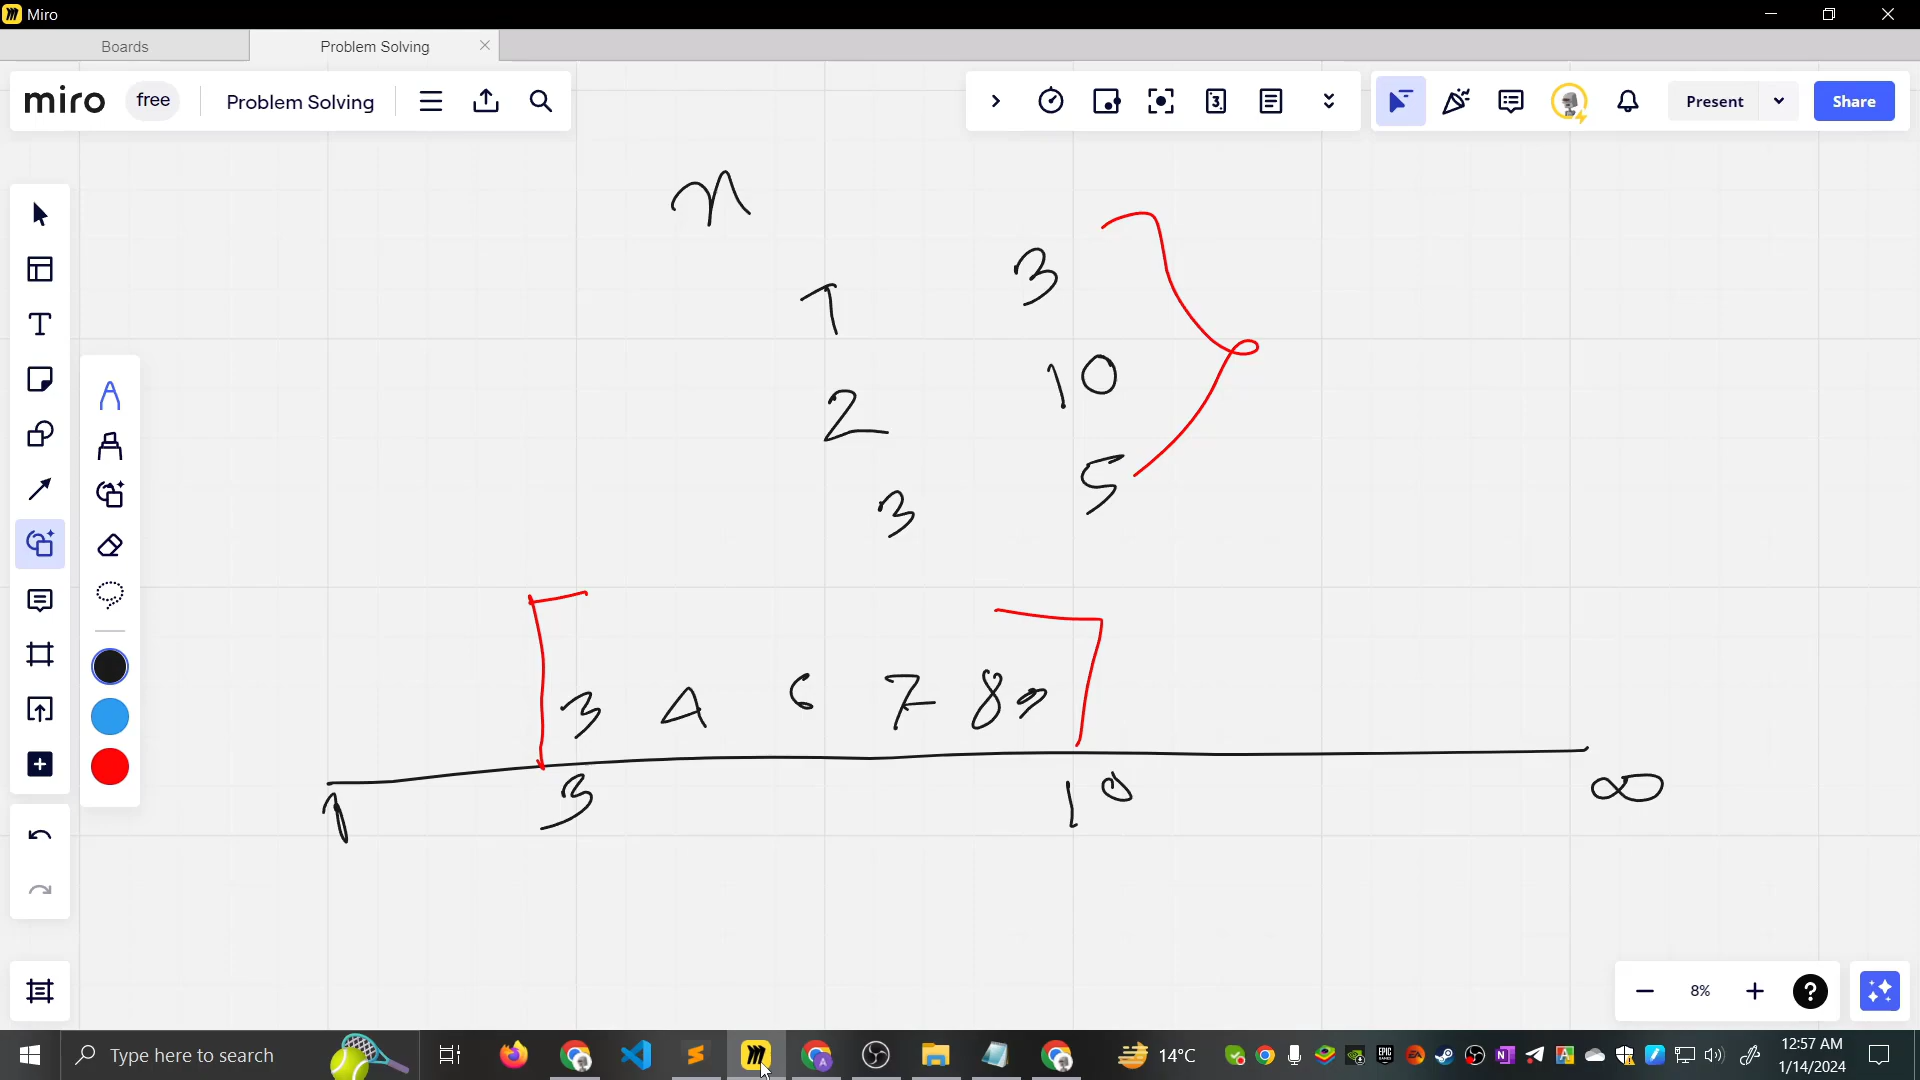 Miro
Boards
Problem Solving
miro free Problem Solving
Present
Share
3
1
10
2
5
3
3 4 6 7 8 9
1 3 10 ∞
8%
Type here to search
14°C
12:57 AM
1/14/2024